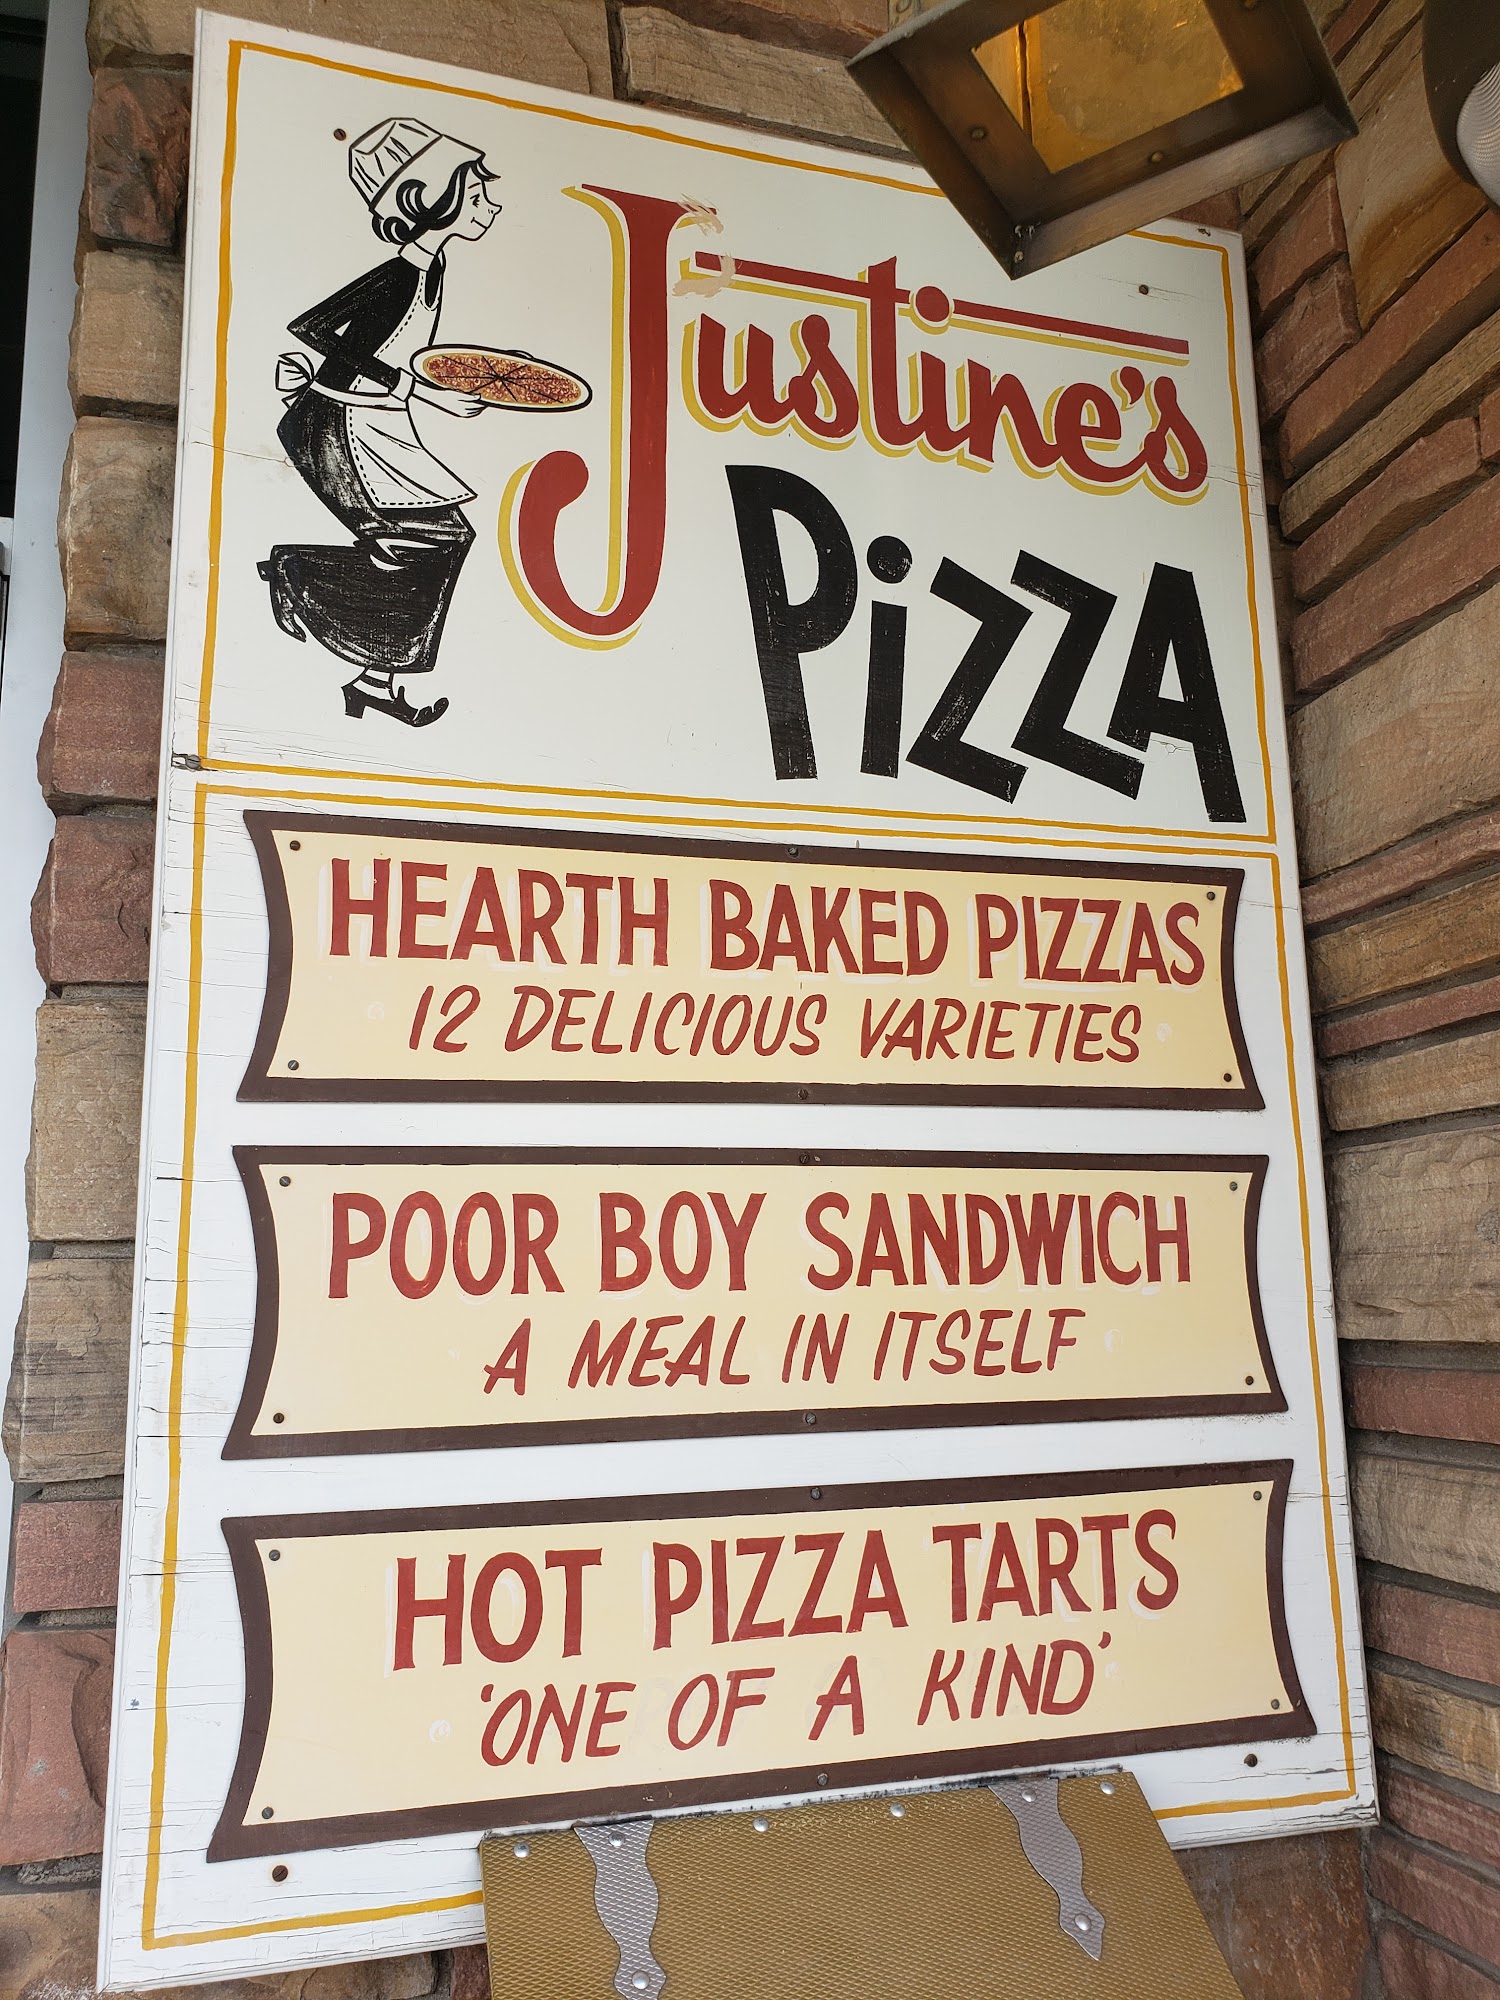 Justine's
PiZZA
HEARTH BAKED PIZZAS
12 DELICIOUS VARIETIES
POOR BOY SANDWICH
A MEAL IN ITSELF
HOT PIZZA TARTS
'ONE OF A KIND'